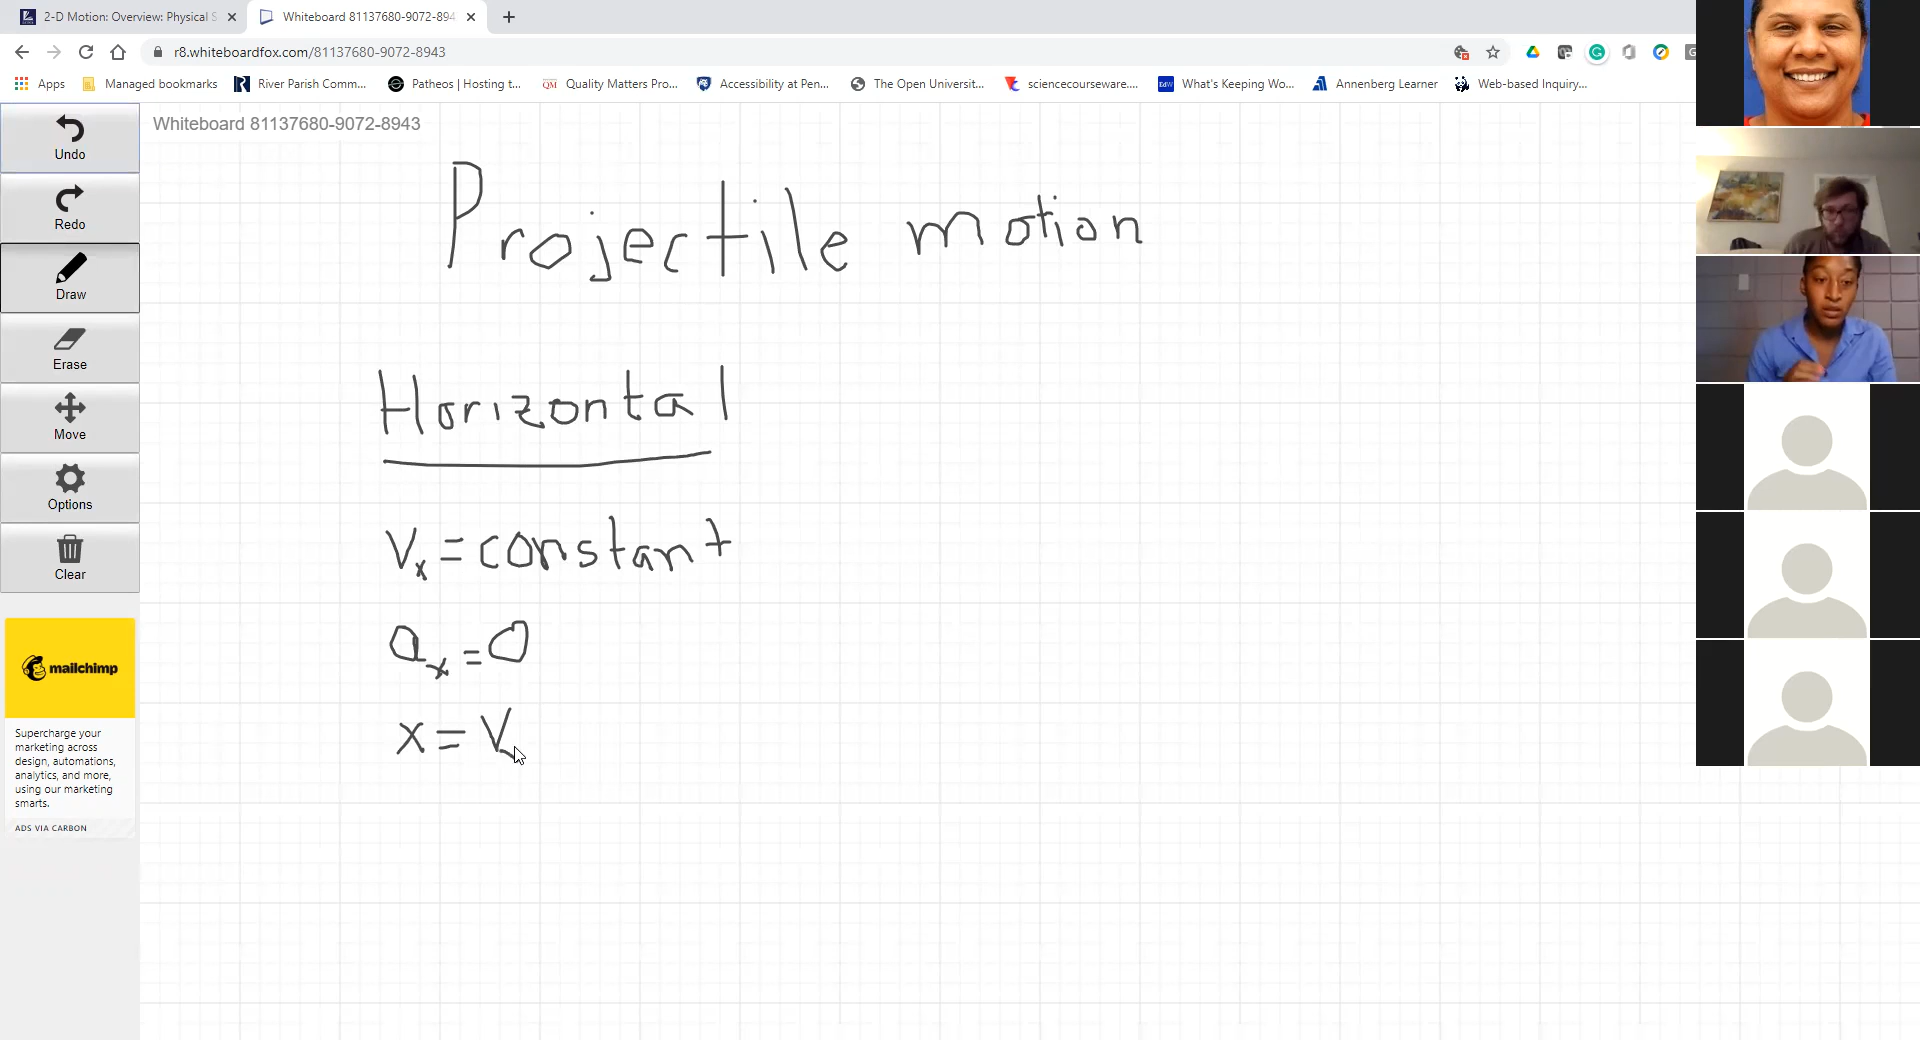 2-D Motion: Overview: Physical S
Whiteboard 81137680-9072-894
r8.whiteboardfox.com/81137680-9072-8943
Apps
Managed bookmarks
River Parish Comm...
Patheos | Hosting t...
QM Quality Matters Pro...
Accessibility at Pen...
The Open Universit...
sciencecourseware....
EdW What's Keeping Wo...
Annenberg Learner
Web-based Inquiry...
Whiteboard 81137680-9072-8943
Undo
Redo
Draw
Erase
Move
Options
Clear
mailchimp
Supercharge your
marketing across
design, automations,
analytics, and more,
using our marketing
smarts.
ADS VIA CARBON
Projectile motion
Horizontal
Vx = constant
ax = 0
x = V